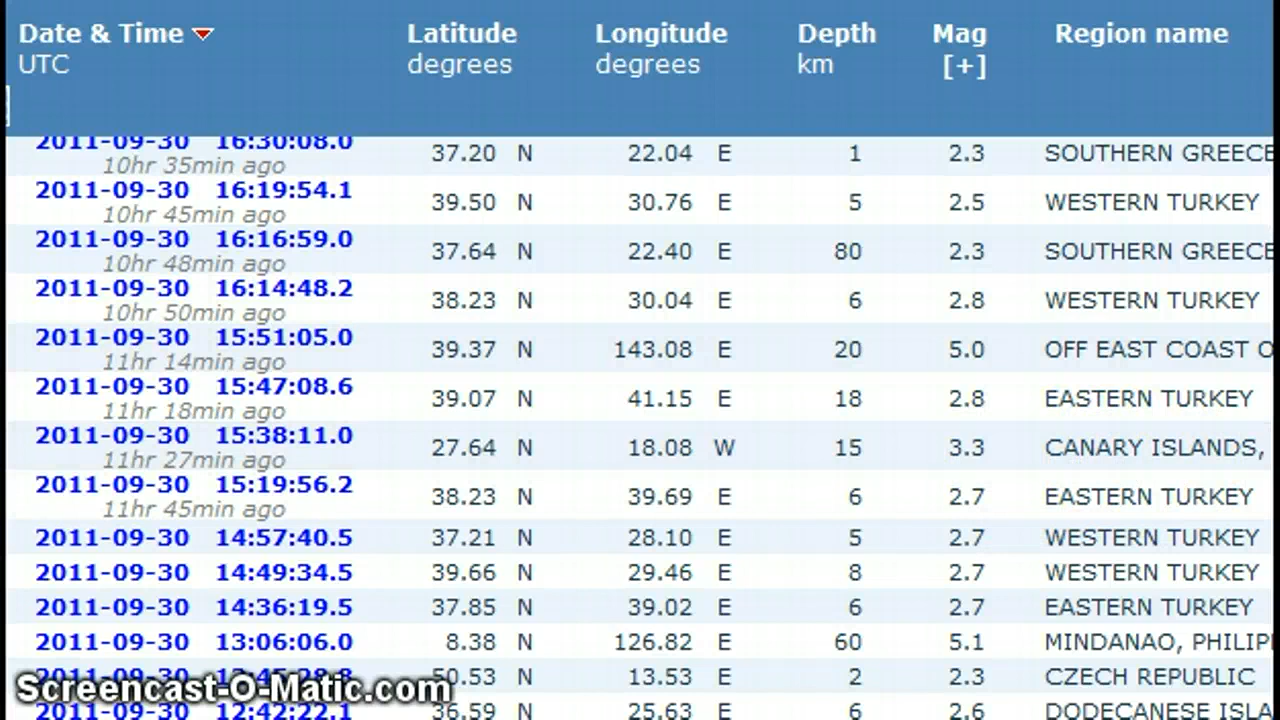 Date & Time Latitude Longitude Depth Mag Region name
UTC degrees degrees km [+]
2011-09-30 16:30:08.0 37.20 N 22.04 E 1 2.3 SOUTHERN GREECE
10hr 35min ago
2011-09-30 16:19:54.1 39.50 N 30.76 E 5 2.5 WESTERN TURKEY
10hr 45min ago
2011-09-30 16:16:59.0 37.64 N 22.40 E 80 2.3 SOUTHERN GREECE
10hr 48min ago
2011-09-30 16:14:48.2 38.23 N 30.04 E 6 2.8 WESTERN TURKEY
10hr 50min ago
2011-09-30 15:51:05.0 39.37 N 143.08 E 20 5.0 OFF EAST COAST O
11hr 14min ago
2011-09-30 15:47:08.6 39.07 N 41.15 E 18 2.8 EASTERN TURKEY
11hr 18min ago
2011-09-30 15:38:11.0 27.64 N 18.08 W 15 3.3 CANARY ISLANDS,
11hr 27min ago
2011-09-30 15:19:56.2 38.23 N 39.69 E 6 2.7 EASTERN TURKEY
11hr 45min ago
2011-09-30 14:57:40.5 37.21 N 28.10 E 5 2.7 WESTERN TURKEY
2011-09-30 14:49:34.5 39.66 N 29.46 E 8 2.7 WESTERN TURKEY
2011-09-30 14:36:19.5 37.85 N 39.02 E 6 2.7 EASTERN TURKEY
2011-09-30 13:06:06.0 8.38 N 126.82 E 60 5.1 MINDANAO, PHILIP
N 13.53 E 2 2.3 CZECH REPUBLIC
Screencast-O-Matic.com
2011-09-30 12:42:22.1 36.59 N 25.63 E 6 2.6 DODECANESE ISLA